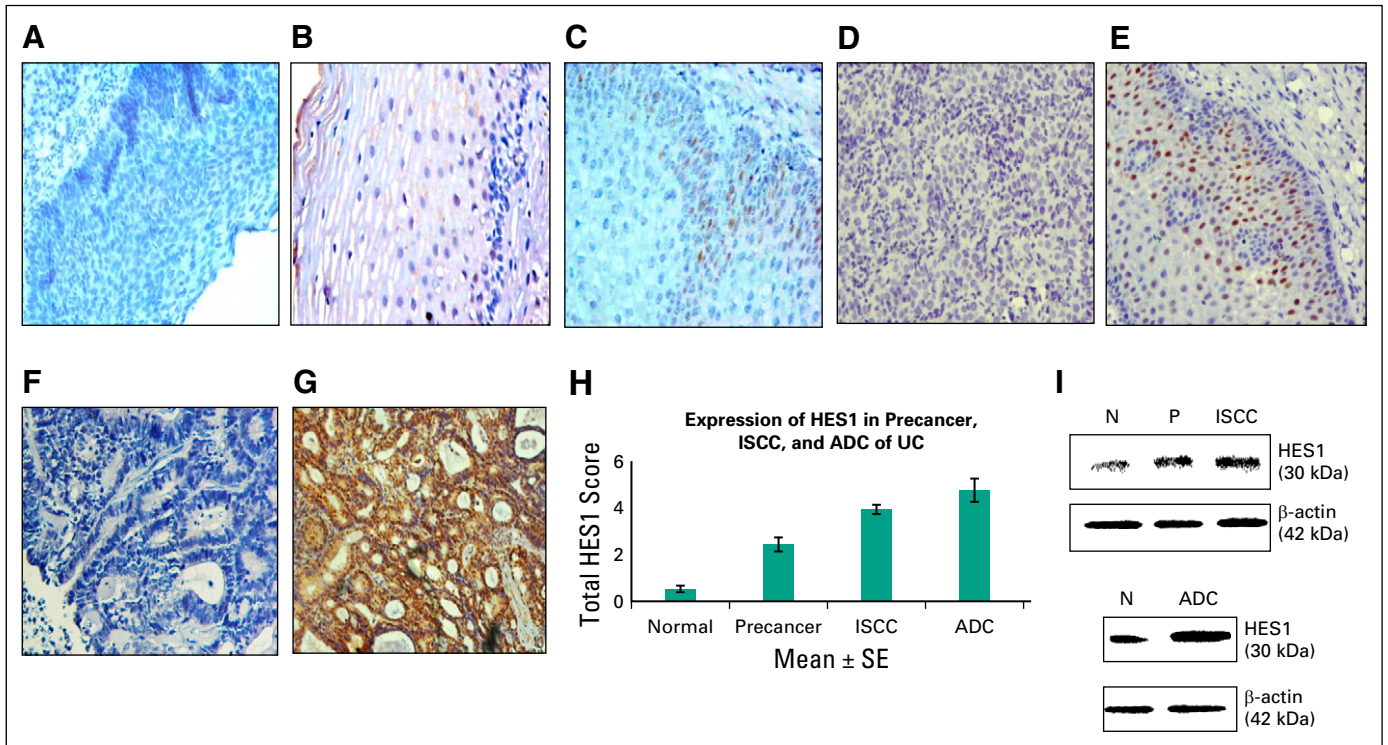 A
B
C
D
E
F
G
H
Expression of HES1 in Precancer,
ISCC, and ADC of UC
Total HES1 Score
6
4
2
0
Normal
Precancer
ISCC
ADC
Mean ± SE
I
N
P
ISCC
HES1
(30 kDa)
β-actin
(42 kDa)
N
ADC
HES1
(30 kDa)
β-actin
(42 kDa)